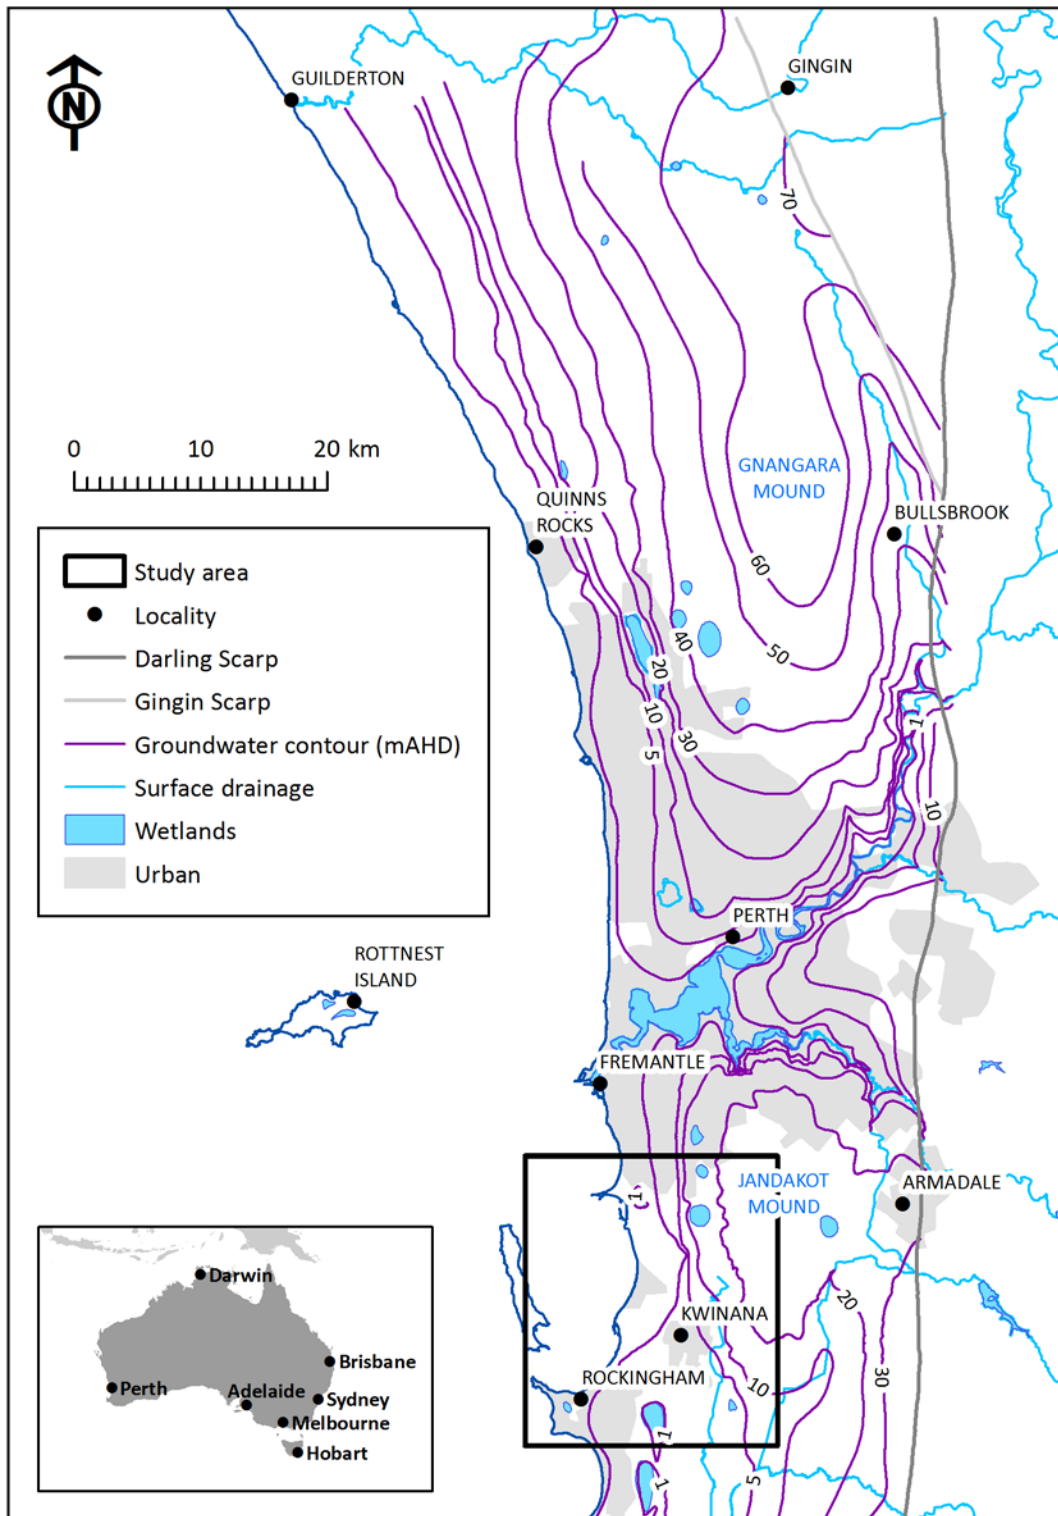 GUILDERTON
GINGIN
N
70
0 10 20 km
GNANGARA
MOUND
QUINNS
ROCKS
BULLSBROOK
60
50
40
20
10
30
5
1
10
Study area
Locality
Darling Scarp
Gingin Scarp
Groundwater contour (mAHD)
Surface drainage
Wetlands
Urban
PERTH
ROTTNEST
ISLAND
FREMANTLE
JANDAKOT
MOUND
ARMADALE
1
KWINANA
20
30
10
ROCKINGHAM
1
1
5
Darwin
Brisbane
Perth
Adelaide
Sydney
Melbourne
Hobart